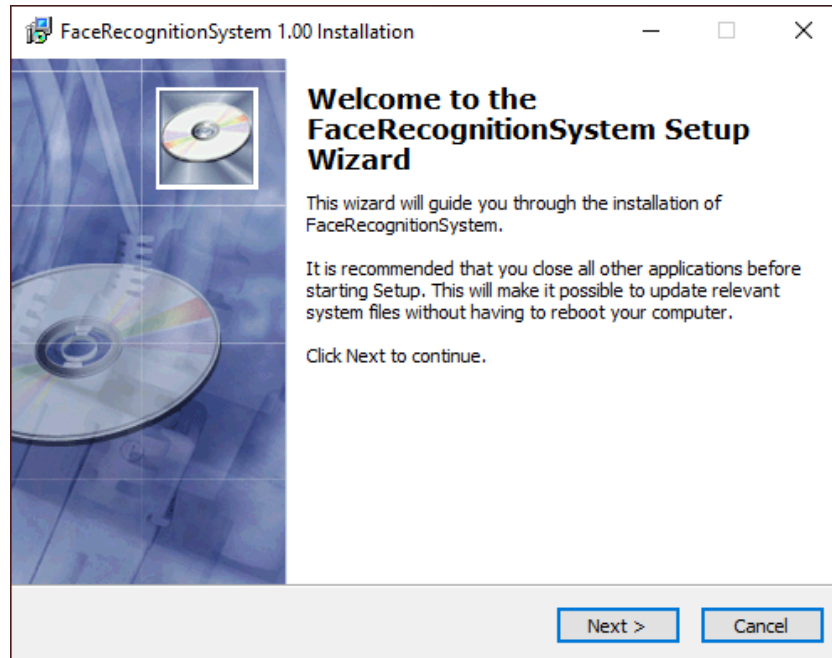 FaceRecognitionSystem 1.00 Installation
Welcome to the
FaceRecognitionSystem Setup
Wizard
This wizard will guide you through the installation of
FaceRecognitionSystem.
It is recommended that you close all other applications before
starting Setup. This will make it possible to update relevant
system files without having to reboot your computer.
Click Next to continue.
Next >
Cancel